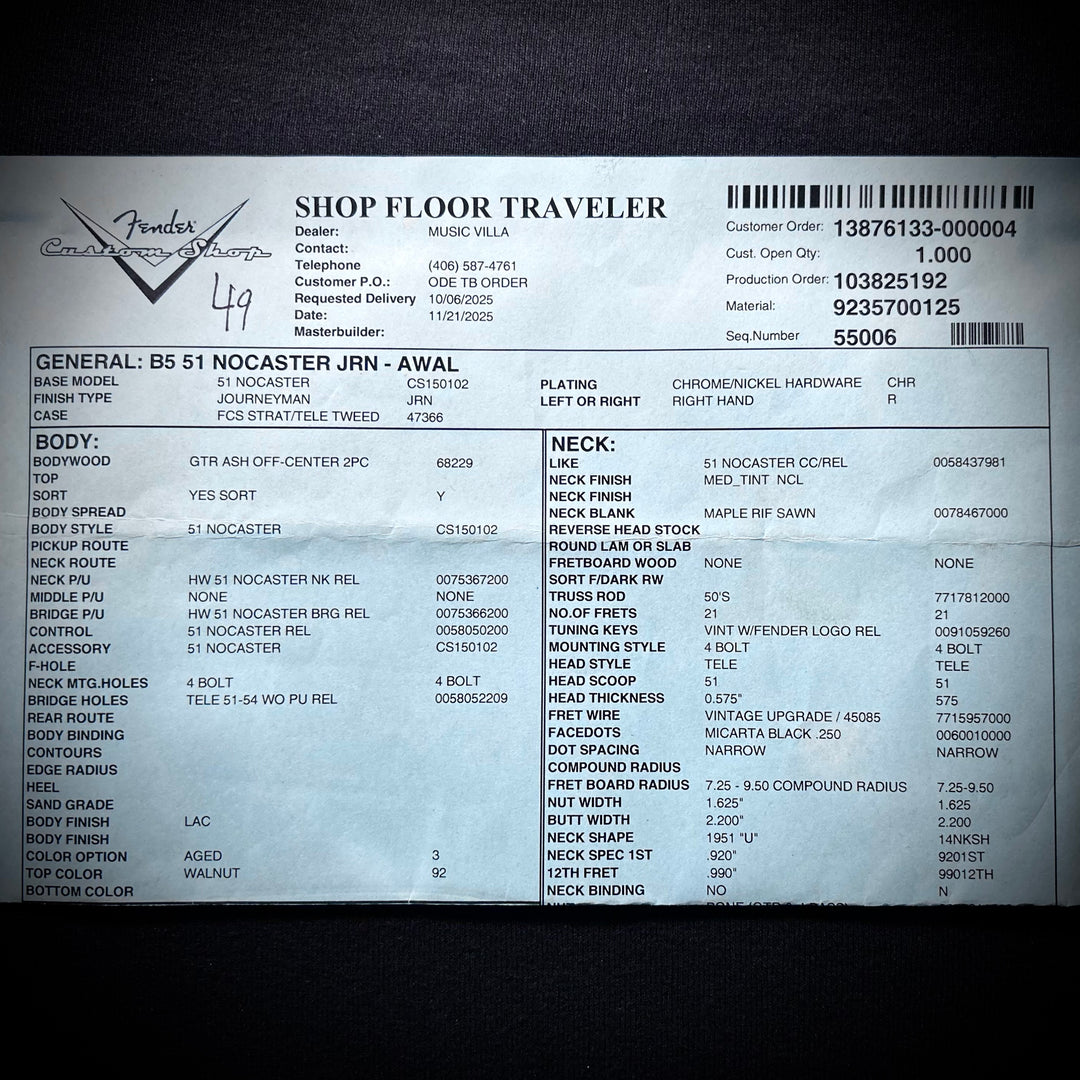 Fender
Custom Shop
49
SHOP FLOOR TRAVELER
Dealer: MUSIC VILLA
Contact:
Telephone (406) 587-4761
Customer P.O.: ODE TB ORDER
Requested Delivery 10/06/2025
Date: 11/21/2025
Masterbuilder:
Customer Order: 13876133-000004
Cust. Open Qty: 1.000
Production Order: 103825192
Material: 9235700125
Seq.Number 55006
GENERAL: B5 51 NOCASTER JRN - AWAL
BASE MODEL 51 NOCASTER CS150102
FINISH TYPE JOURNEYMAN JRN
CASE FCS STRAT/TELE TWEED 47366
PLATING CHROME/NICKEL HARDWARE CHR
LEFT OR RIGHT RIGHT HAND R
BODY:
BODYWOOD GTR ASH OFF-CENTER 2PC 68229
TOP
SORT YES SORT Y
BODY SPREAD
BODY STYLE 51 NOCASTER CS150102
PICKUP ROUTE
NECK ROUTE
NECK P/U HW 51 NOCASTER NK REL 0075367200
MIDDLE P/U NONE NONE
BRIDGE P/U HW 51 NOCASTER BRG REL 0075366200
CONTROL 51 NOCASTER REL 0058050200
ACCESSORY 51 NOCASTER CS150102
F-HOLE
NECK MTG.HOLES 4 BOLT 4 BOLT
BRIDGE HOLES TELE 51-54 WO PU REL 0058052209
REAR ROUTE
BODY BINDING
CONTOURS
EDGE RADIUS
HEEL
SAND GRADE
BODY FINISH LAC
BODY FINISH
COLOR OPTION AGED 3
TOP COLOR WALNUT 92
BOTTOM COLOR
NECK:
LIKE 51 NOCASTER CC/REL 0058437981
NECK FINISH MED_TINT NCL
NECK FINISH
NECK BLANK MAPLE RIF SAWN 0078467000
REVERSE HEAD STOCK
ROUND LAM OR SLAB
FRETBOARD WOOD NONE NONE
SORT F/DARK RW
TRUSS ROD 50'S 7717812000
NO.OF FRETS 21 21
TUNING KEYS VINT W/FENDER LOGO REL 0091059260
MOUNTING STYLE 4 BOLT 4 BOLT
HEAD STYLE TELE TELE
HEAD SCOOP 51 51
HEAD THICKNESS 0.575" 575
FRET WIRE VINTAGE UPGRADE / 45085 7715957000
FACEDOTS MICARTA BLACK .250 0060010000
DOT SPACING NARROW NARROW
COMPOUND RADIUS
FRET BOARD RADIUS 7.25 - 9.50 COMPOUND RADIUS 7.25-9.50
NUT WIDTH 1.625" 1.625
BUTT WIDTH 2.200" 2.200
NECK SHAPE 1951 "U" 14NKSH
NECK SPEC 1ST .920" 9201ST
12TH FRET .990" 99012TH
NECK BINDING NO N